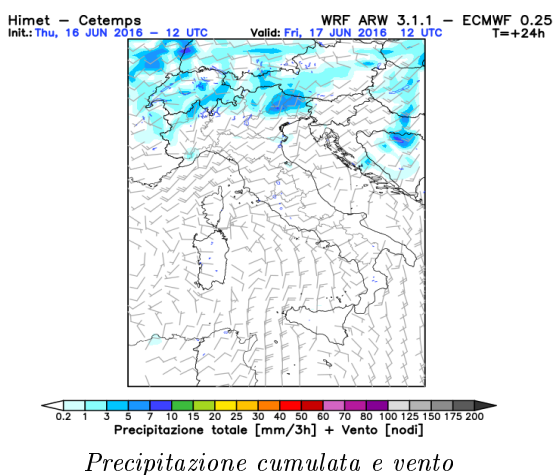 Himet – Cetemps WRF ARW 3.1.1 – ECMWF 0.25
Init.: Thu, 16 JUN 2016 – 12 UTC Valid: Fri, 17 JUN 2016 12 UTC T=+24h
0.2 1 3 5 7 10 15 20 25 30 40 50 60 70 80 100 125 150 175 200
Precipitazione totale [mm/3h] + Vento [nodi]
Precipitazione cumulata e vento